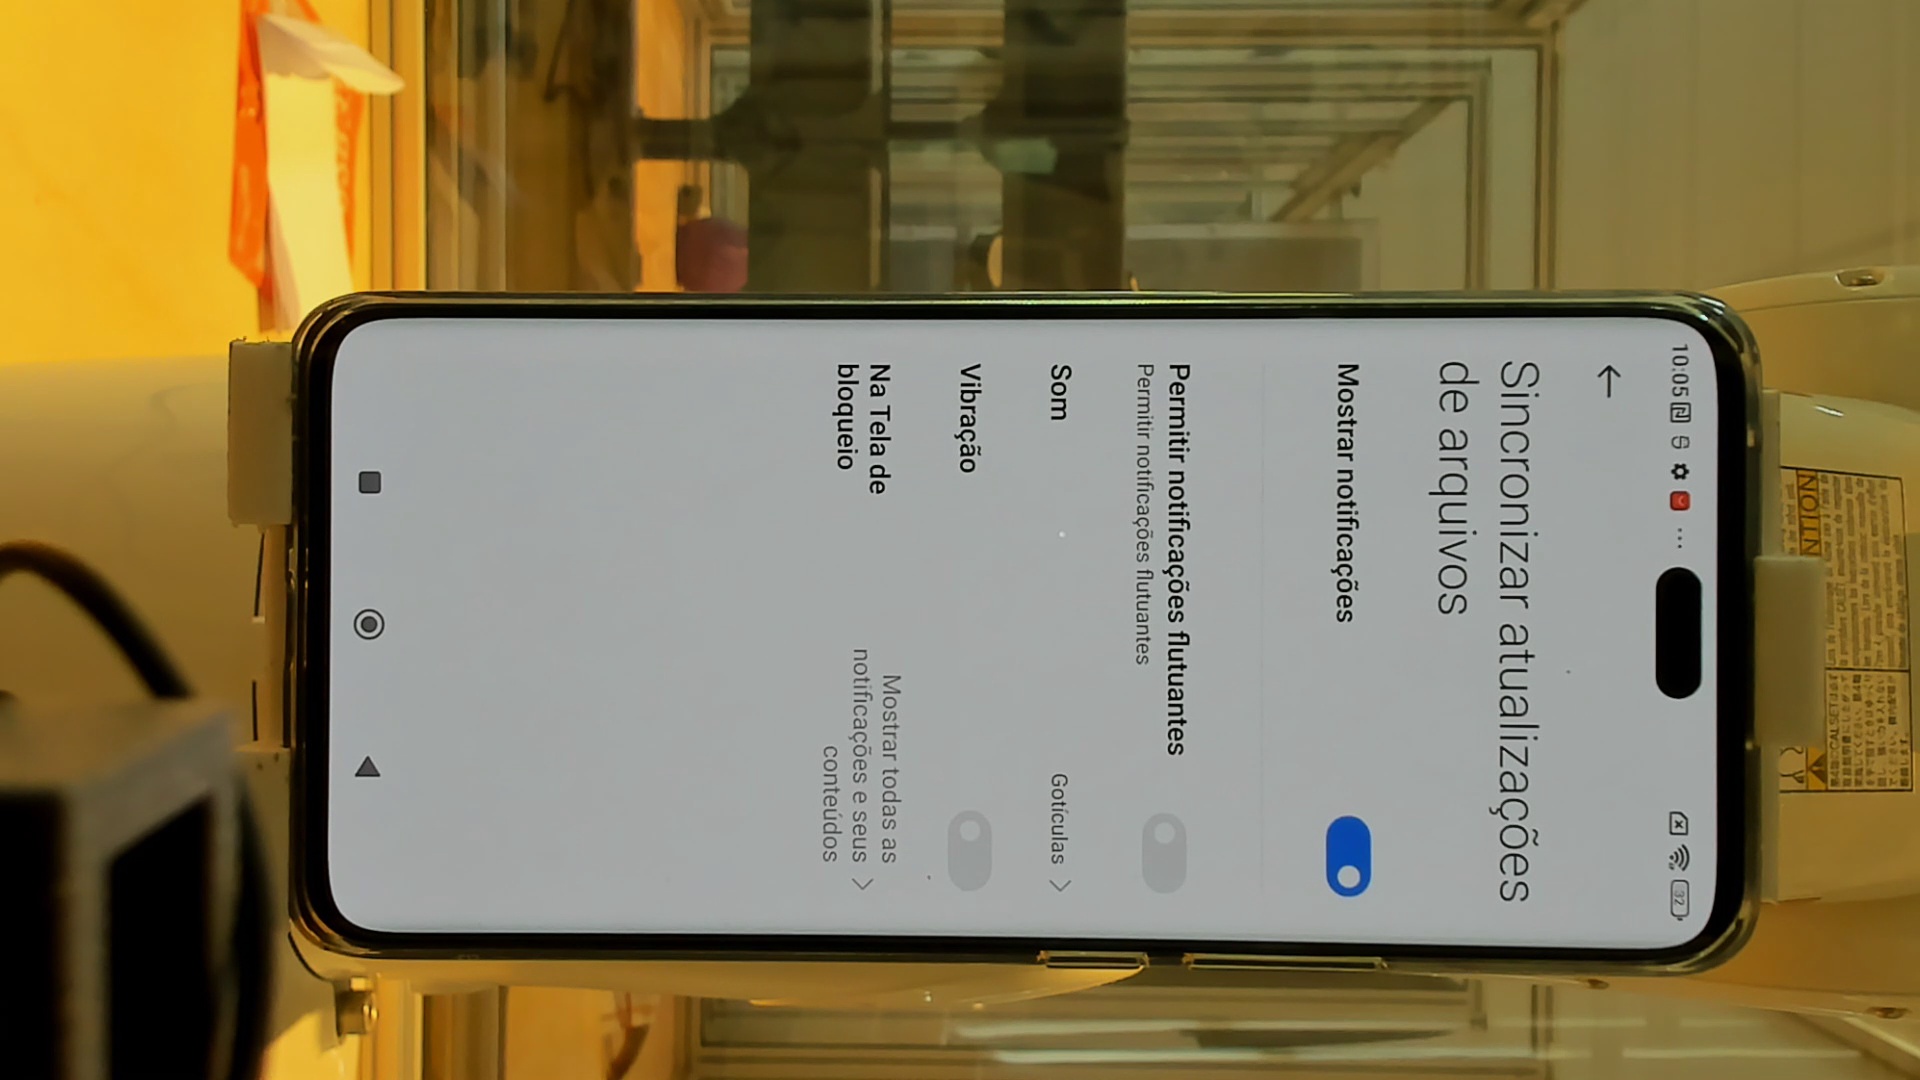 10:05
32
Sincronizar atualizações
de arquivos
Mostrar notificações
Permitir notificações flutuantes
Permitir notificações flutuantes
Som
Gotículas
Vibração
Na Tela de
bloqueio
Mostrar todas as
notificações e seus
conteúdos